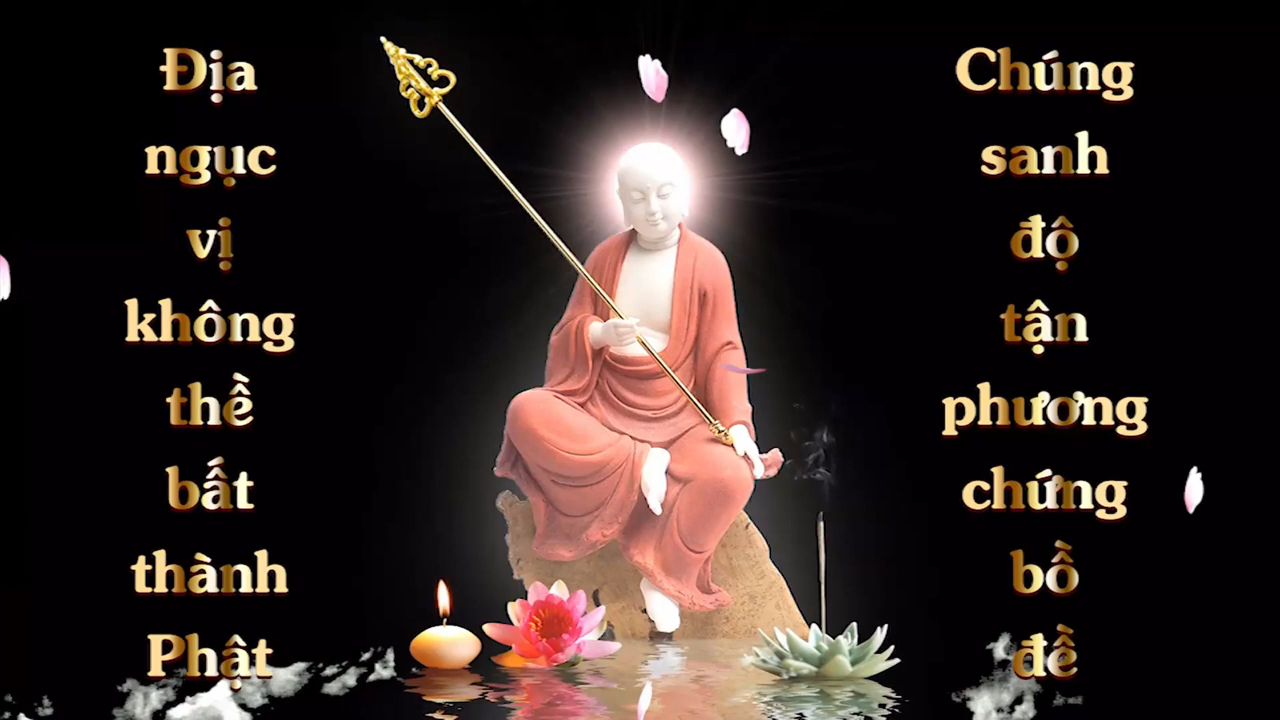 Địa
ngục
vị
không
thề
bất
thành
Phật
Chúng
sanh
độ
tận
phương
chứng
bồ
đề